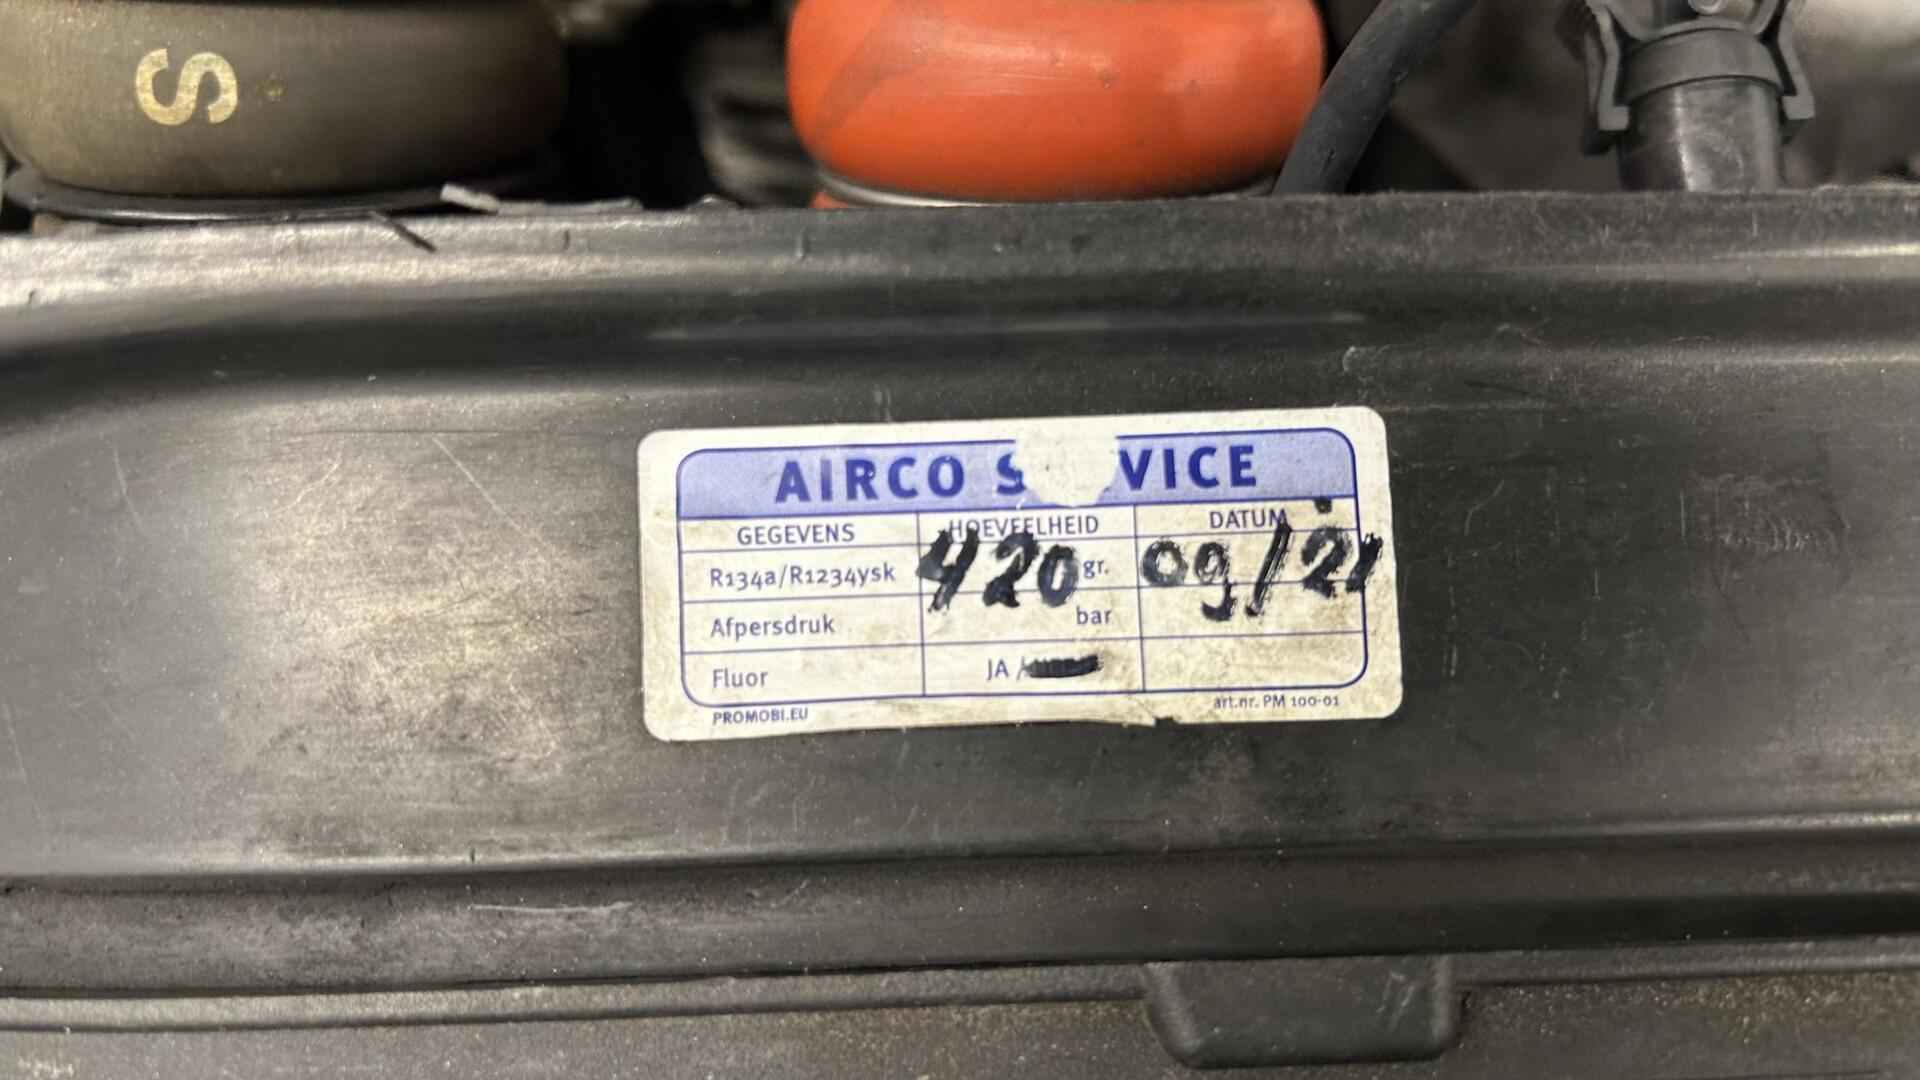 S
AIRCO S VICE
GEGEVENS HOEVEELHEID DATUM
R134a/R1234ysk 420 gr. 09/21
Afpersdruk bar
Fluor JA /
PROMOBI.EU art.nr. PM 100-01